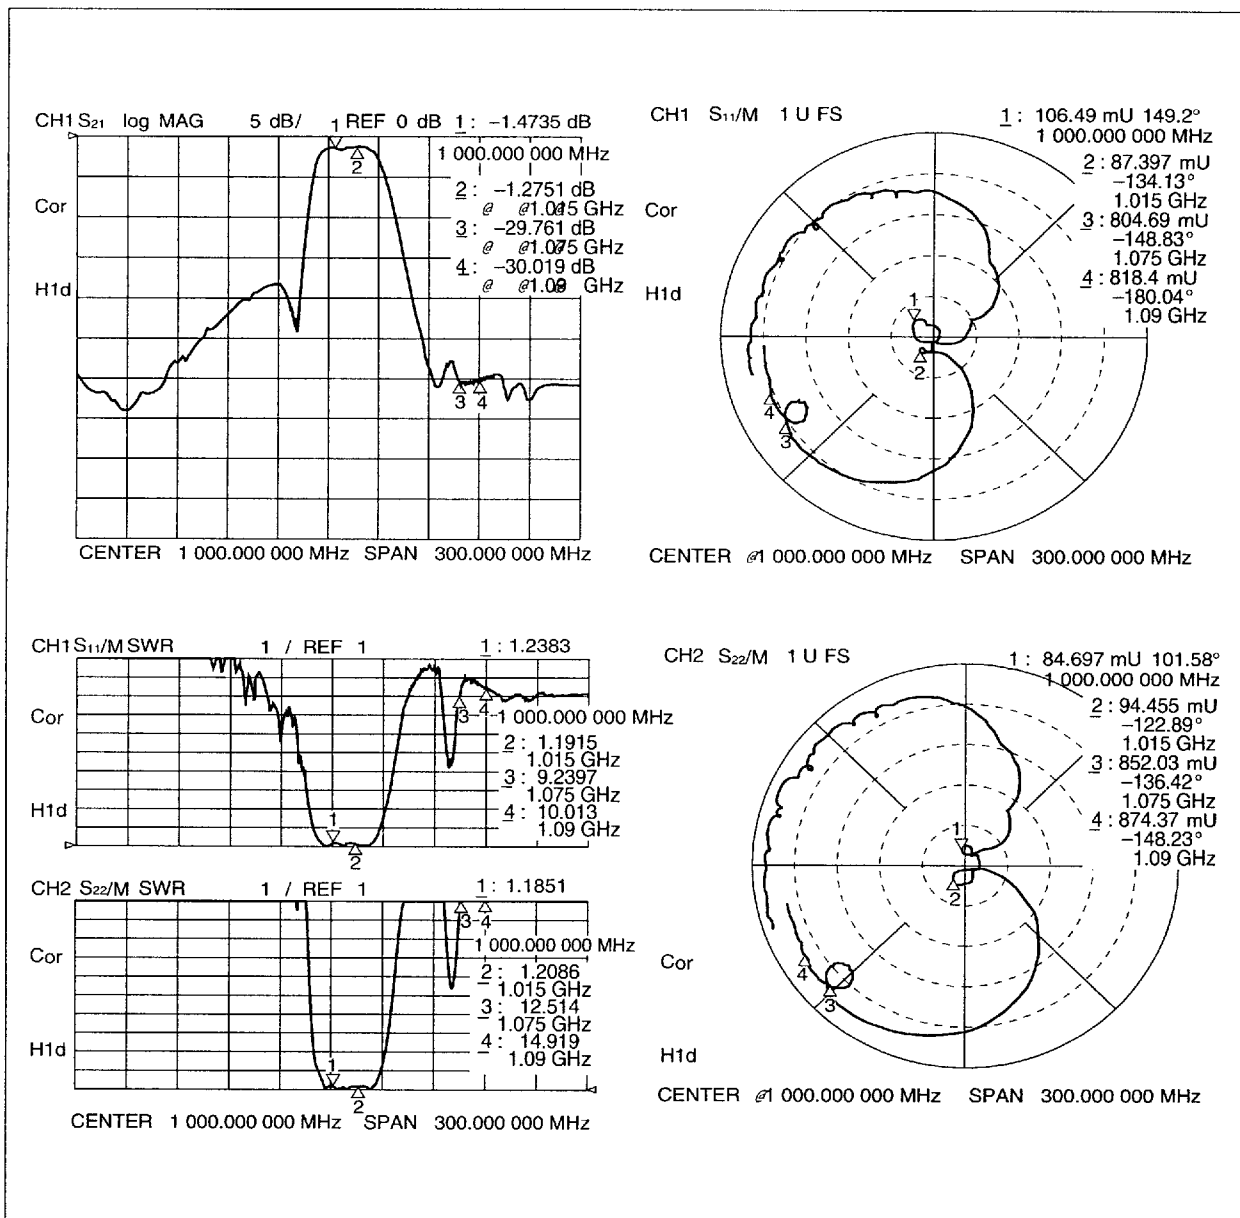 CH1 S21 log MAG 5 dB/ 1 REF 0 dB 1: −1.4735 dB
1 000.000 000 MHz
2
2: −1.2751 dB
@ @1.015 GHz
Cor
3: −29.761 dB
@ @1.075 GHz
4: −30.019 dB
@ @1.09 GHz
H1d
3 4
CENTER 1 000.000 000 MHz SPAN 300.000 000 MHz
CH1 S11/M 1 U FS 1: 106.49 mU 149.2°
1 000.000 000 MHz
2: 87.397 mU
−134.13°
1.015 GHz
Cor
3: 804.69 mU
−148.83°
1.075 GHz
4: 818.4 mU
−180.04°
1.09 GHz
H1d
1
2
4
3
CENTER @1 000.000 000 MHz SPAN 300.000 000 MHz
CH1 S11/M SWR 1 / REF 1 1: 1.2383
3 4
1 000.000 000 MHz
Cor
2: 1.1915
1.015 GHz
3: 9.2397
1.075 GHz
4: 10.013
1.09 GHz
H1d
1
2
CH2 S22/M SWR 1 / REF 1 1: 1.1851
3 4
1 000.000 000 MHz
Cor
2: 1.2086
1.015 GHz
3: 12.514
1.075 GHz
4: 14.919
1.09 GHz
H1d
1
2
CENTER 1 000.000 000 MHz SPAN 300.000 000 MHz
CH2 S22/M 1 U FS 1: 84.697 mU 101.58°
1 000.000 000 MHz
2: 94.455 mU
−122.89°
1.015 GHz
3: 852.03 mU
−136.42°
1.075 GHz
4: 874.37 mU
−148.23°
1.09 GHz
1
2
Cor
4
3
H1d
CENTER @1 000.000 000 MHz SPAN 300.000 000 MHz